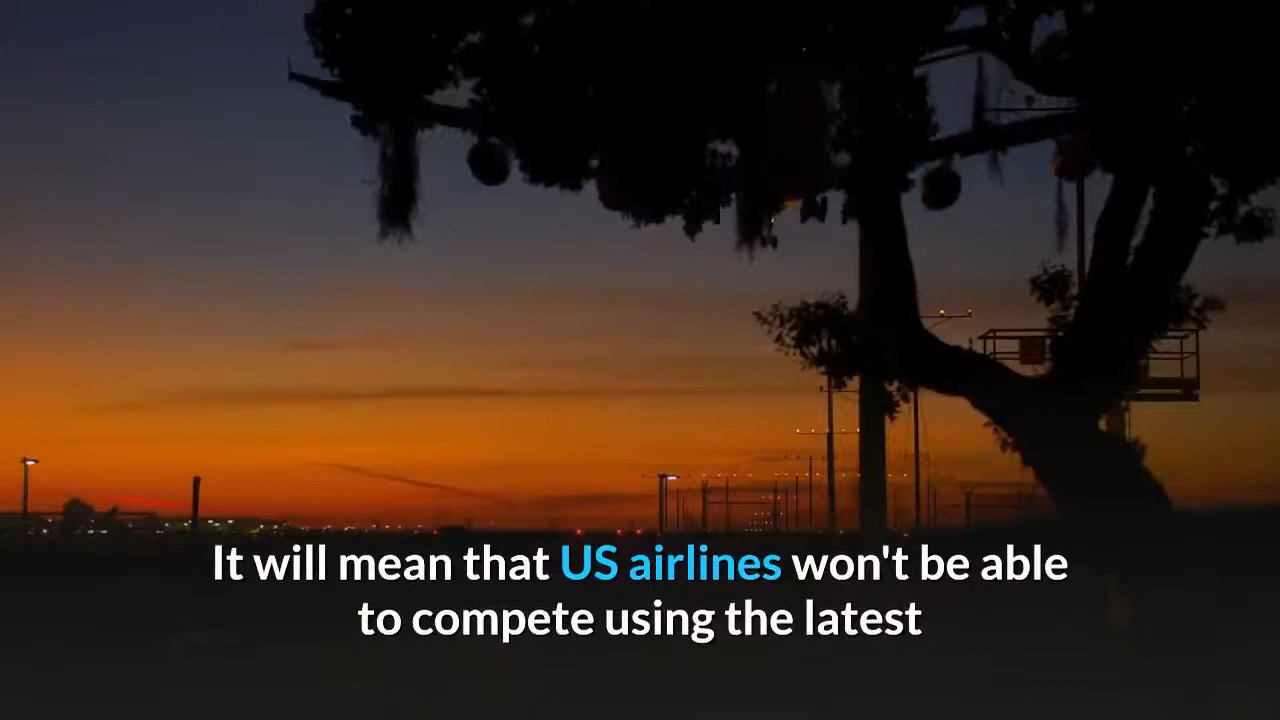 It will mean that US airlines won't be able
to compete using the latest